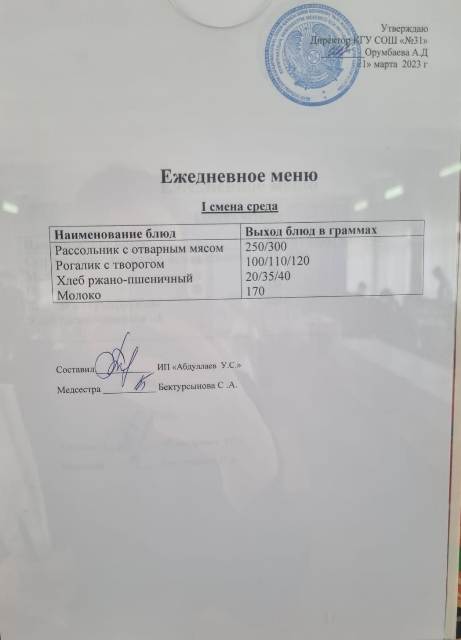 Утверждаю
Директор КГУ СОШ «№31»
Орумбаева А.Д
«1» марта 2023 г
Ежедневное меню
I смена среда
Наименование блюд Выход блюд в граммах
Рассольник с отварным мясом 250/300
Рогалик с творогом 100/110/120
Хлеб ржано-пшеничный 20/35/40
Молоко 170
Составил ИП «Абдуллаев У.С.»
Медсестра Бектурсынова С .А.